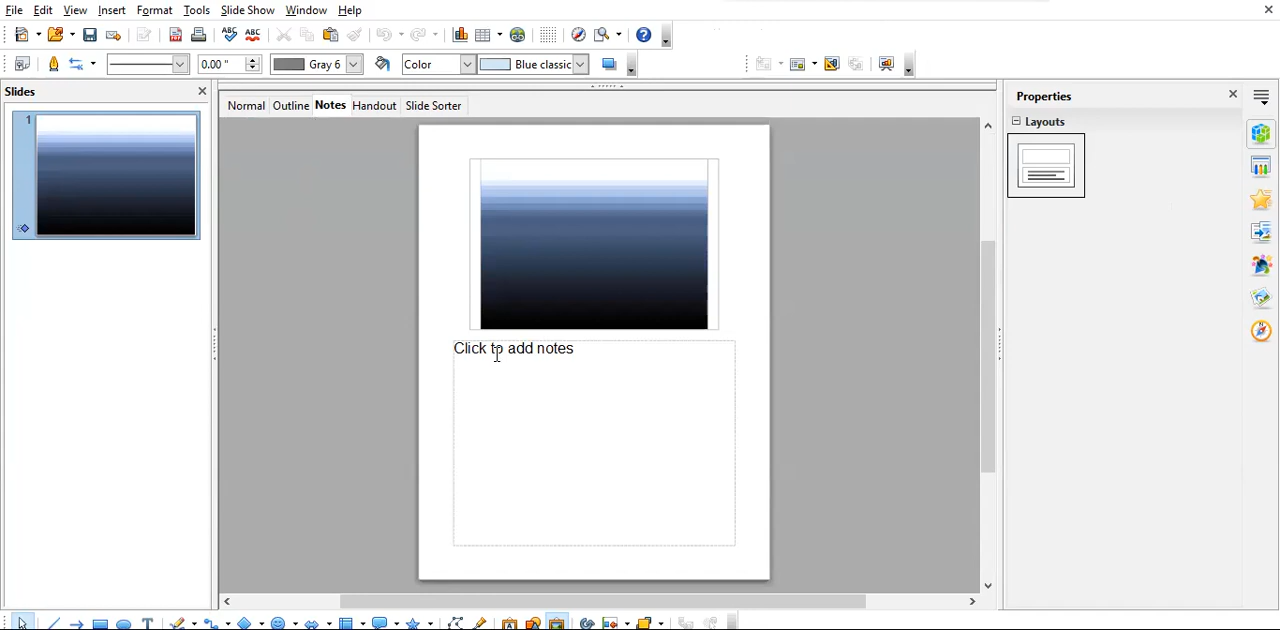 File Edit View Insert Format Tools Slide Show Window Help
0.00 " Gray 6 Color Blue classic
Slides
Normal Outline Notes Handout Slide Sorter
Properties
Layouts
1
Click to add notes